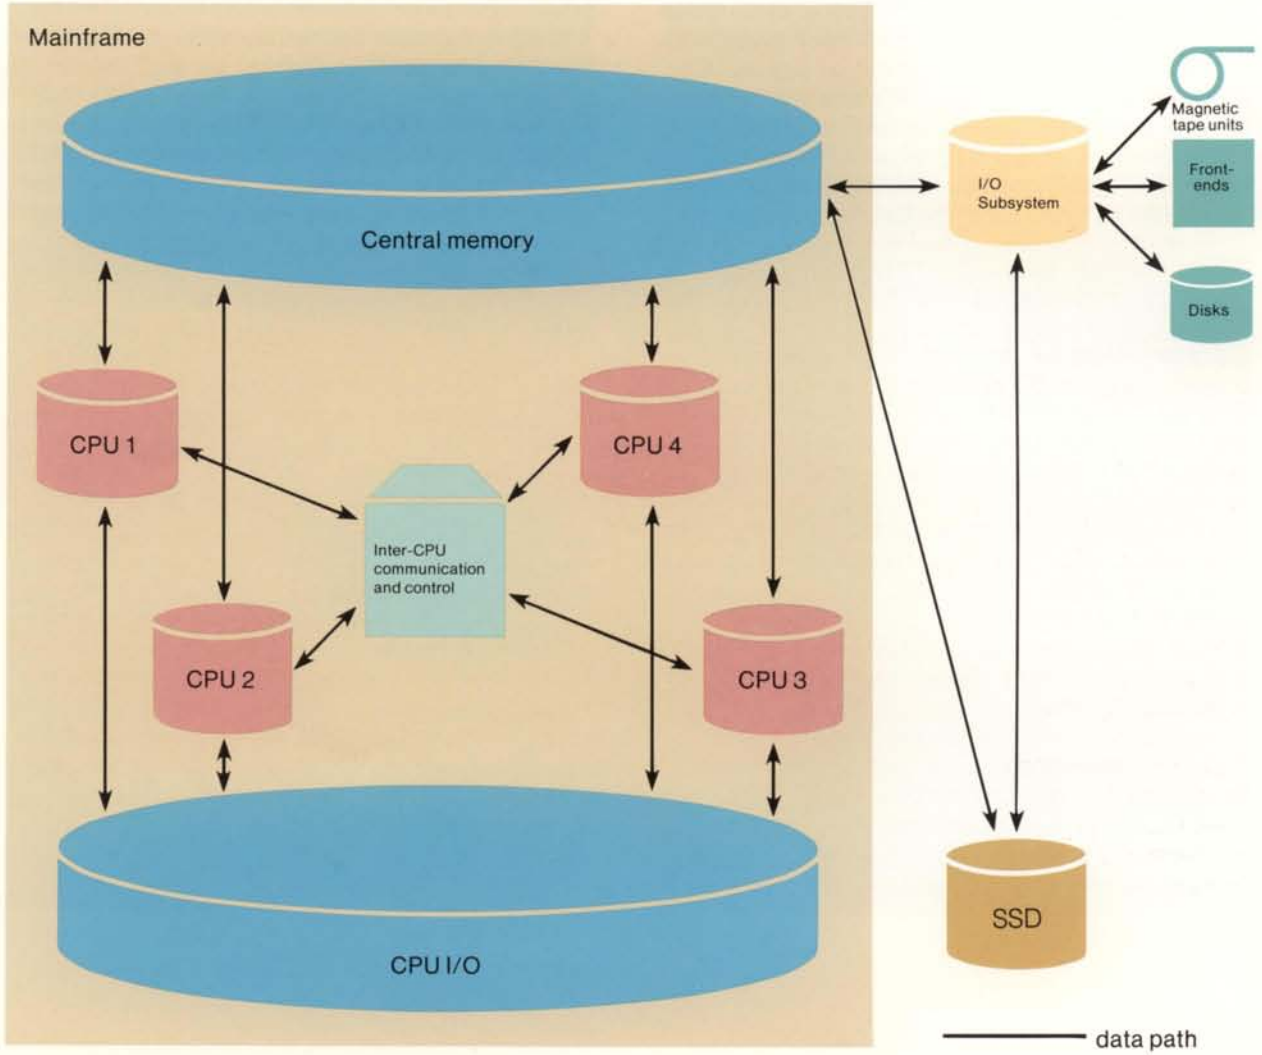 Mainframe
Central memory
CPU 1
CPU 4
Inter-CPU
communication
and control
CPU 2
CPU 3
CPU I/O
I/O
Subsystem
Magnetic
tape units
Front-
ends
Disks
SSD
data path